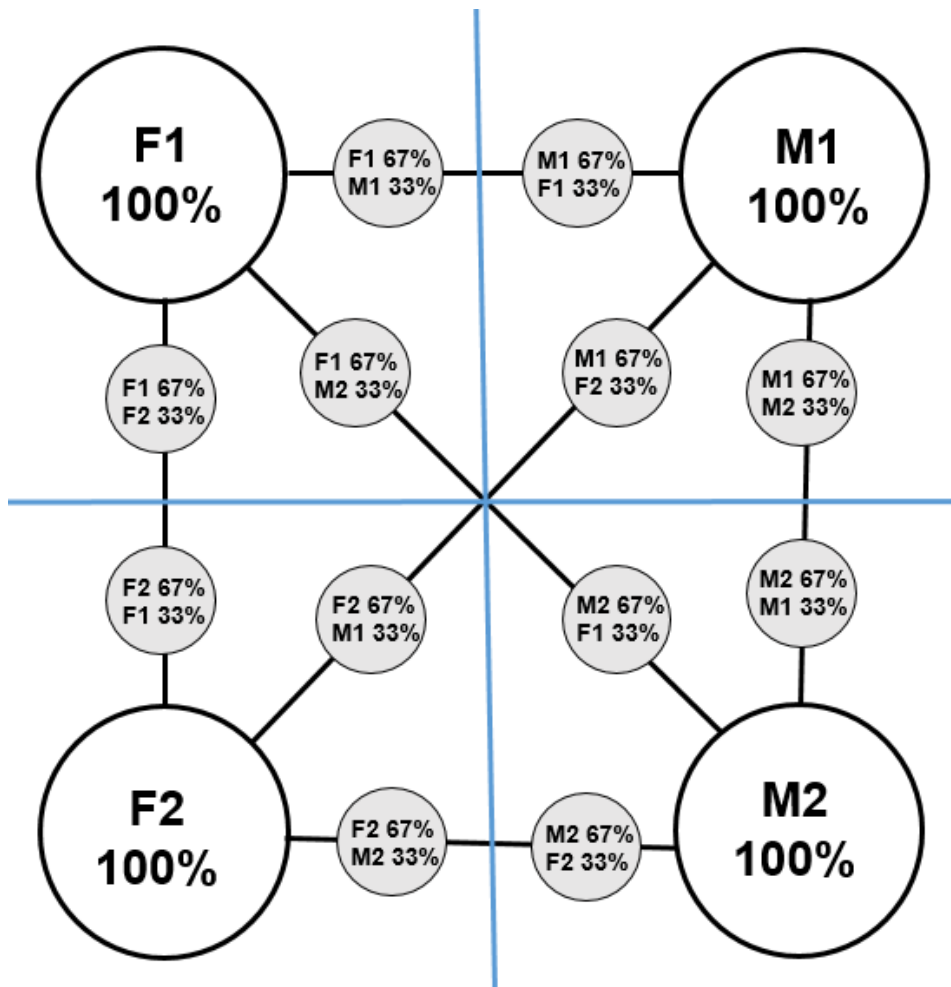 F1
100%
F1 67%
M1 33%
M1 67%
F1 33%
M1
100%
F1 67%
F2 33%
F1 67%
M2 33%
M1 67%
F2 33%
M1 67%
M2 33%
F2 67%
F1 33%
F2 67%
M1 33%
M2 67%
F1 33%
M2 67%
M1 33%
F2
100%
F2 67%
M2 33%
M2 67%
F2 33%
M2
100%